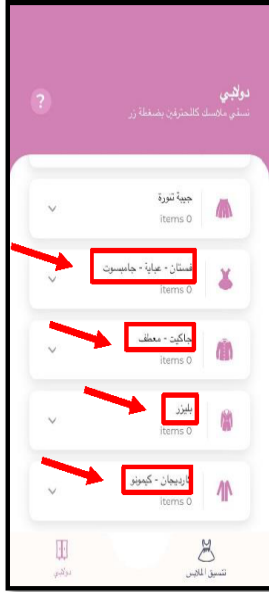 دولابي
نسقي ملابسك كالمحترفين بضغطة زر
?
جيبة تنورة
0 items
فستان - عباية - جامبسوت
0 items
جاكيت - معطف
0 items
بليزر
0 items
كارديجان - كيمونو
0 items
تنسيق الملابس
دولابي